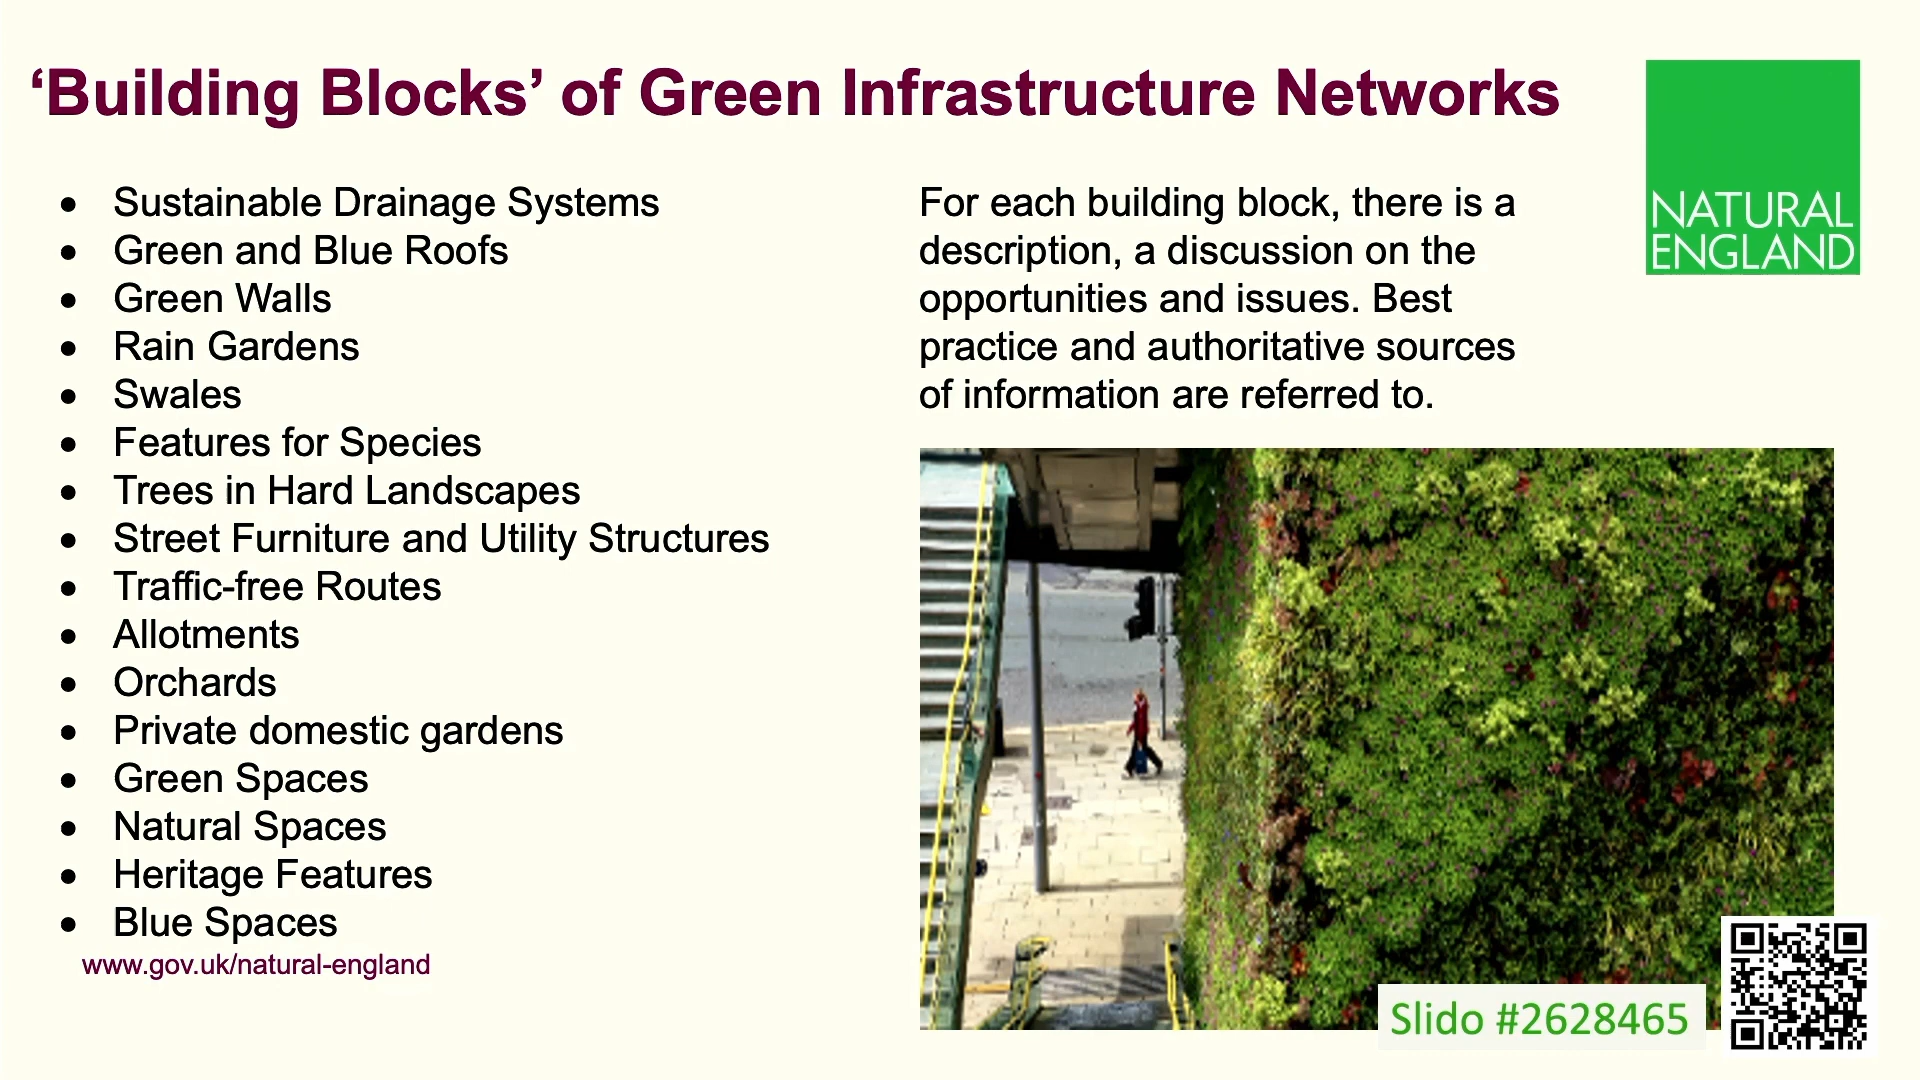 ‘Building Blocks’ of Green Infrastructure Networks
NATURAL
ENGLAND
• Sustainable Drainage Systems
• Green and Blue Roofs
• Green Walls
• Rain Gardens
• Swales
• Features for Species
• Trees in Hard Landscapes
• Street Furniture and Utility Structures
• Traffic-free Routes
• Allotments
• Orchards
• Private domestic gardens
• Green Spaces
• Natural Spaces
• Heritage Features
• Blue Spaces
www.gov.uk/natural-england
For each building block, there is a
description, a discussion on the
opportunities and issues. Best
practice and authoritative sources
of information are referred to.
Slido #2628465